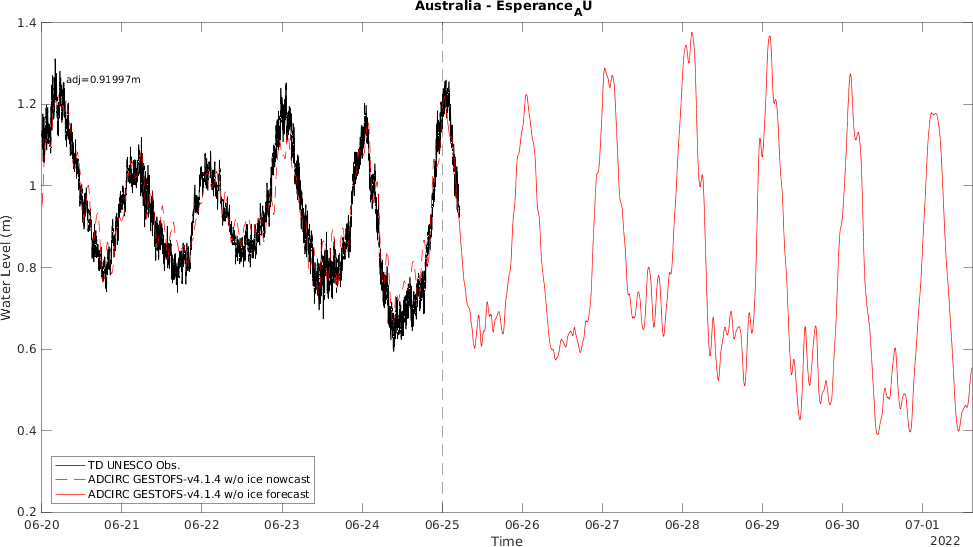 Australia - Esperance_AU
1.4
1.2
1
0.8
0.6
0.4
0.2
Water Level (m)
adj=0.91997m
TD UNESCO Obs.
ADCIRC GESTOFS-v4.1.4 w/o ice nowcast
ADCIRC GESTOFS-v4.1.4 w/o ice forecast
06-20 06-21 06-22 06-23 06-24 06-25 06-26 06-27 06-28 06-29 06-30 07-01
Time
2022